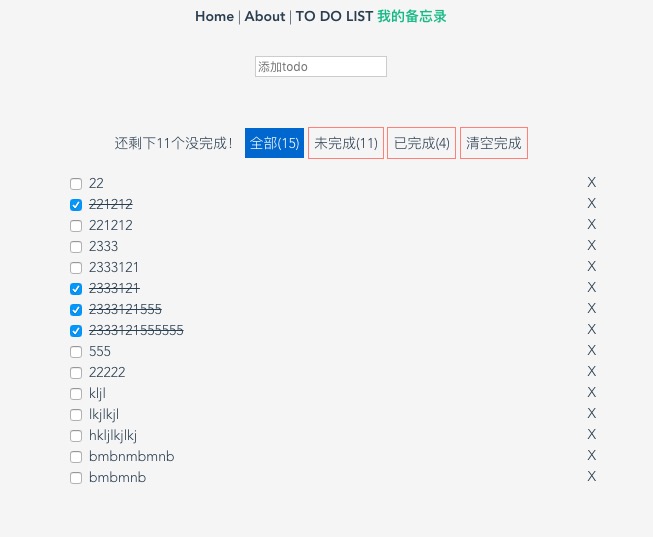 Home | About | TO DO LIST 我的备忘录
添加todo
还剩下11个没完成！ 全部(15) 未完成(11) 已完成(4) 清空完成
22 X
221212 X
221212 X
2333 X
2333121 X
2333121 X
2333121555 X
2333121555555 X
555 X
22222 X
kljl X
lkjlkjl X
hkljlkjlkj X
bmbnmbmnb X
bmbmnb X